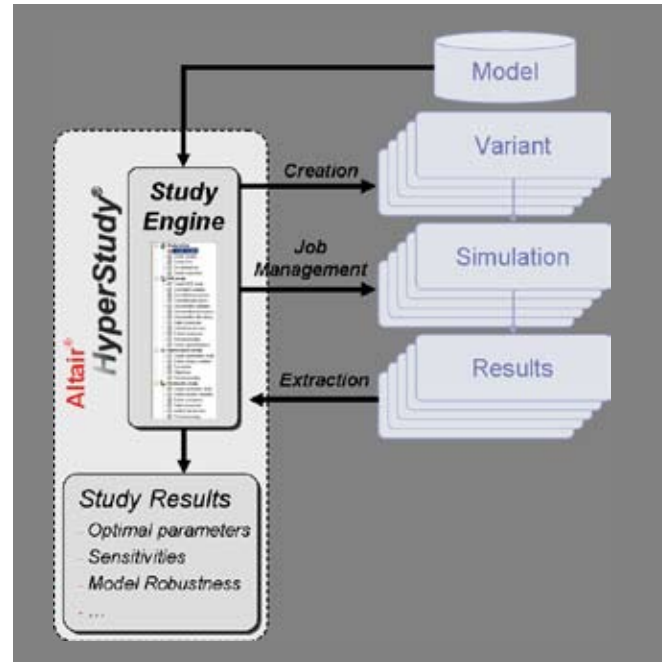 Model
Variant
Creation
Study
Engine
Job
Management
Simulation
Results
Extraction
Altair®
HyperStudy®
Study Results
- Optimal parameters
- Sensitivities
- Model Robustness
- ...